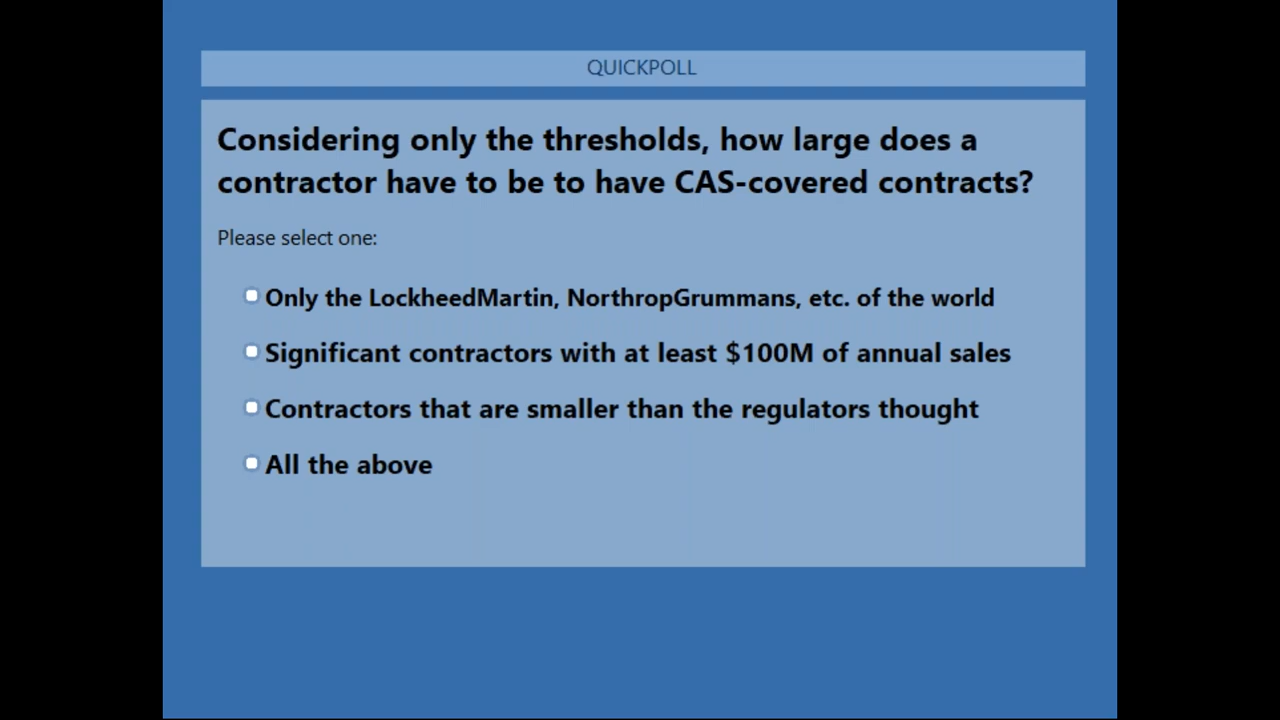 QUICKPOLL
Considering only the thresholds, how large does a
contractor have to be to have CAS-covered contracts?
Please select one:
Only the LockheedMartin, NorthropGrummans, etc. of the world
Significant contractors with at least $100M of annual sales
Contractors that are smaller than the regulators thought
All the above